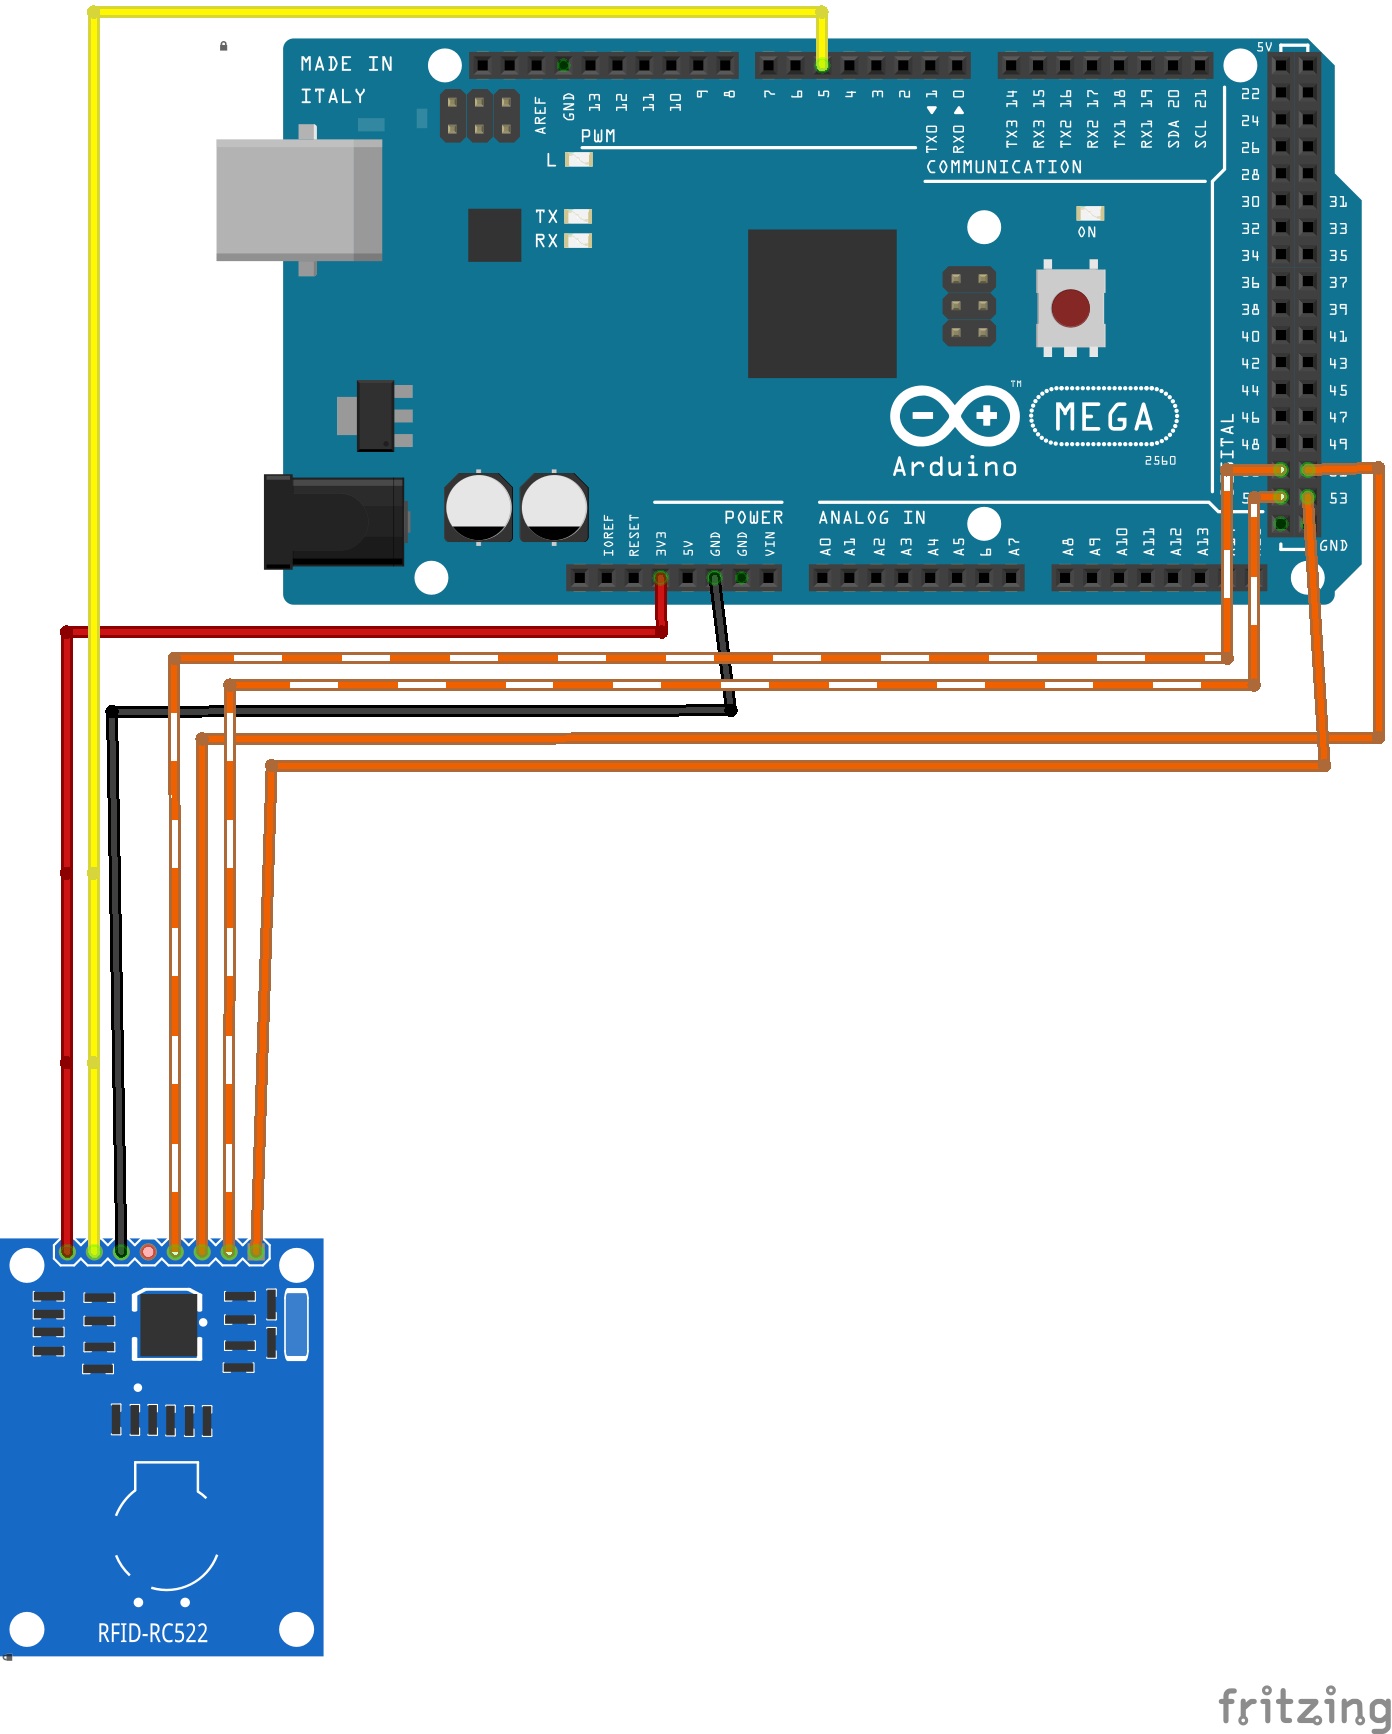 5V
MADE IN
ITALY
AREF
GND
13
12
11
10
9
8
7
6
5
4
3
2
TX0 1
RX0 0
TX3 14
RX3 15
TX2 16
RX2 17
TX1 18
RX1 19
SDA 20
SCL 21
PWM
L
COMMUNICATION
TX
RX
ON
22
24
26
28
30 31
32 33
34 35
36 37
38 39
40 41
42 43
44 45
46 47
48 49
53
GND
TM
MEGA
Arduino
2560
POWER
ANALOG IN
IOREF
RESET
3V3
5V
GND
GND
VIN
A0
A1
A2
A3
A4
A5
6
A7
A8
A9
A10
A11
A12
A13
RFID-RC522
fritzing